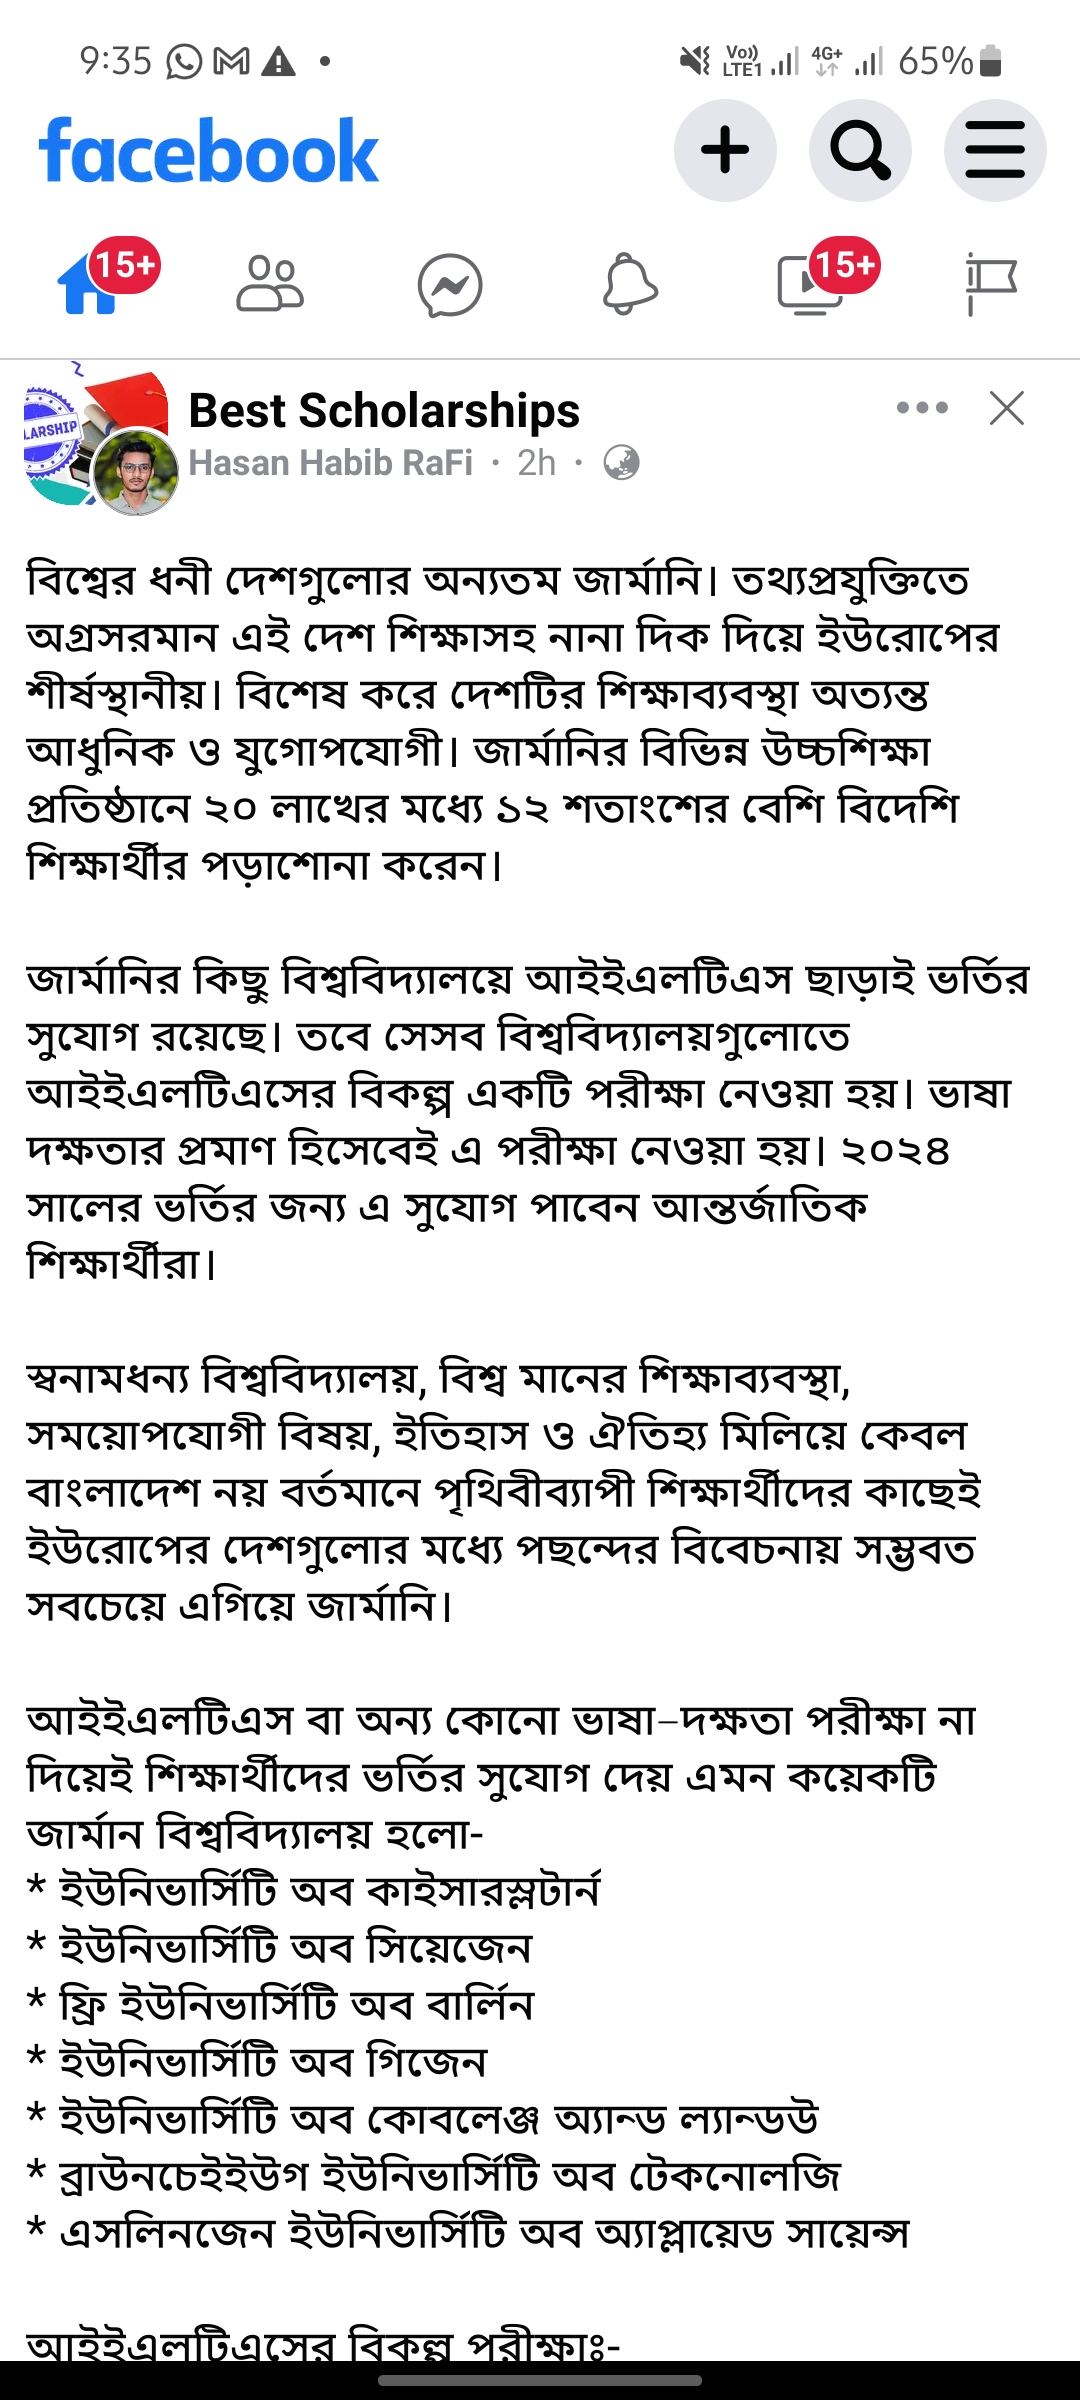 9:35
Vo)) LTE1 4G+ 65%
facebook
15+ 15+
LARSHIP
Best Scholarships
Hasan Habib RaFi · 2h ·
বিশ্বের ধনী দেশগুলোর অন্যতম জার্মানি। তথ্যপ্রযুক্তিতে
অগ্রসরমান এই দেশ শিক্ষাসহ নানা দিক দিয়ে ইউরোপের
শীর্ষস্থানীয়। বিশেষ করে দেশটির শিক্ষাব্যবস্থা অত্যন্ত
আধুনিক ও যুগোপযোগী। জার্মানির বিভিন্ন উচ্চশিক্ষা
প্রতিষ্ঠানে ২০ লাখের মধ্যে ১২ শতাংশের বেশি বিদেশি
শিক্ষার্থীর পড়াশোনা করেন।
জার্মানির কিছু বিশ্ববিদ্যালয়ে আইইএলটিএস ছাড়াই ভর্তির
সুযোগ রয়েছে। তবে সেসব বিশ্ববিদ্যালয়গুলোতে
আইইএলটিএসের বিকল্প একটি পরীক্ষা নেওয়া হয়। ভাষা
দক্ষতার প্রমাণ হিসেবেই এ পরীক্ষা নেওয়া হয়। ২০২৪
সালের ভর্তির জন্য এ সুযোগ পাবেন আন্তর্জাতিক
শিক্ষার্থীরা।
স্বনামধন্য বিশ্ববিদ্যালয়, বিশ্ব মানের শিক্ষাব্যবস্থা,
সময়োপযোগী বিষয়, ইতিহাস ও ঐতিহ্য মিলিয়ে কেবল
বাংলাদেশ নয় বর্তমানে পৃথিবীব্যাপী শিক্ষার্থীদের কাছেই
ইউরোপের দেশগুলোর মধ্যে পছন্দের বিবেচনায় সম্ভবত
সবচেয়ে এগিয়ে জার্মানি।
আইইএলটিএস বা অন্য কোনো ভাষা–দক্ষতা পরীক্ষা না
দিয়েই শিক্ষার্থীদের ভর্তির সুযোগ দেয় এমন কয়েকটি
জার্মান বিশ্ববিদ্যালয় হলো-
* ইউনিভার্সিটি অব কাইসারস্লটার্ন
* ইউনিভার্সিটি অব সিয়েজেন
* ফ্রি ইউনিভার্সিটি অব বার্লিন
* ইউনিভার্সিটি অব গিজেন
* ইউনিভার্সিটি অব কোবলেঞ্জ অ্যান্ড ল্যান্ডউ
* ব্রাউনচেইইউগ ইউনিভার্সিটি অব টেকনোলজি
* এসলিনজেন ইউনিভার্সিটি অব অ্যাপ্লায়েড সায়েন্স
আইইএলটিএসের বিকল্প পরীক্ষাঃ-